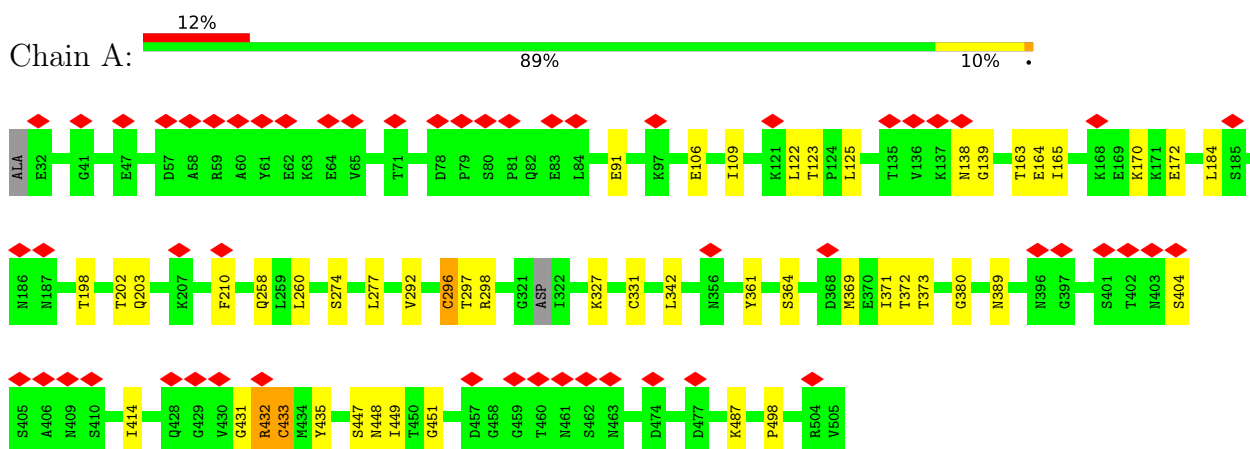 12%
Chain A:
89% 10% •
ALA E32 G41 E47 D57 A58 R59 A60 Y61 E62 K63 E64 V65 T71 D78 P79 S80 P81 Q82 E83 L84 E91 K97 E106 I109 K121 L122 T123 P124 L125 T135 V136 K137 N138 G139 T163 E164 I165 K168 E169 K170 K171 E172 L184 S185
N186 N187 T198 T202 Q203 K207 F210 Q258 L259 L260 S274 L277 V292 C296 T297 R298 G321 ASP I322 K327 C331 L342 N356 Y361 S364 D368 M369 E370 I371 T372 T373 G380 N389 N396 G397 S401 T402 N403 S404
S405 A406 N409 S410 I414 Q428 G429 V430 G431 R432 C433 M434 Y435 S447 N448 I449 T450 G451 D457 G458 G459 T460 N461 S462 N463 D474 D477 K487 P498 R504 V505